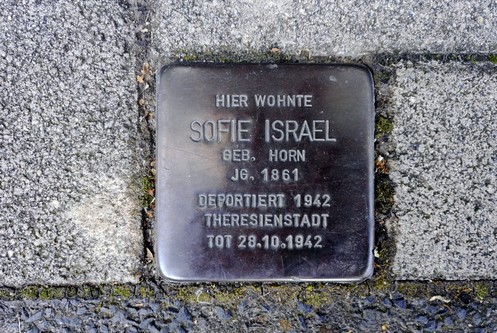 HIER WOHNTE
SOFIE ISRAEL
GEB. HORN
JG. 1861
DEPORTIERT 1942
THERESIENSTADT
TOT 28.10.1942